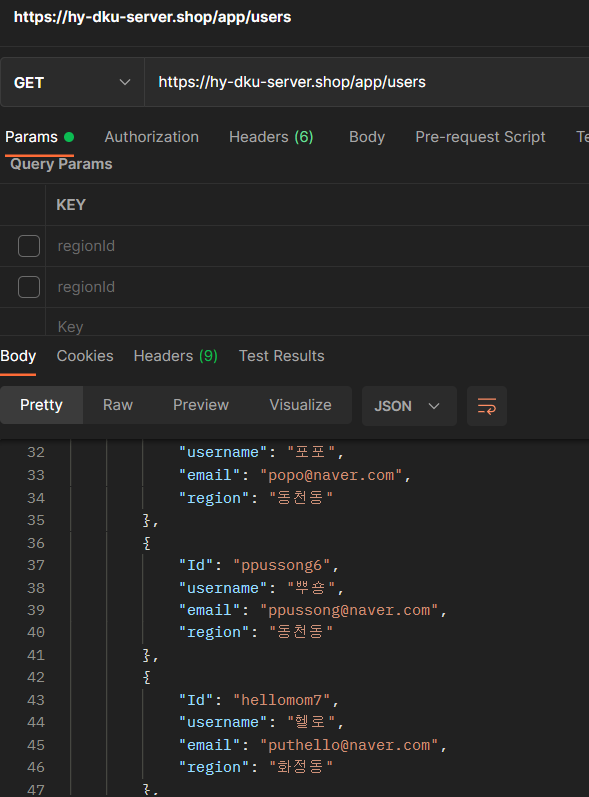 https://hy-dku-server.shop/app/users
GET https://hy-dku-server.shop/app/users
Params Authorization Headers (6) Body Pre-request Script Te
Query Params
KEY
regionId
regionId
Key
Body Cookies Headers (9) Test Results
Pretty Raw Preview Visualize JSON
32 "username": "포포",
33 "email": "popo@naver.com",
34 "region": "동천동"
35 },
36 {
37 "Id": "ppussong6",
38 "username": "뿌숑",
39 "email": "ppussong@naver.com",
40 "region": "동천동"
41 },
42 {
43 "Id": "hellomom7",
44 "username": "헬로",
45 "email": "puthello@naver.com",
46 "region": "화정동"
47 },